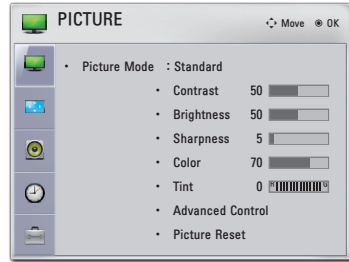 PICTURE Move OK
• Picture Mode : Standard
• Contrast 50
• Brightness 50
• Sharpness 5
• Color 70
• Tint 0 R G
• Advanced Control
• Picture Reset